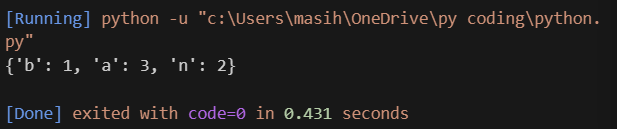 [Running] python -u "c:\Users\masih\OneDrive\py coding\python.
py"
{'b': 1, 'a': 3, 'n': 2}
[Done] exited with code=0 in 0.431 seconds